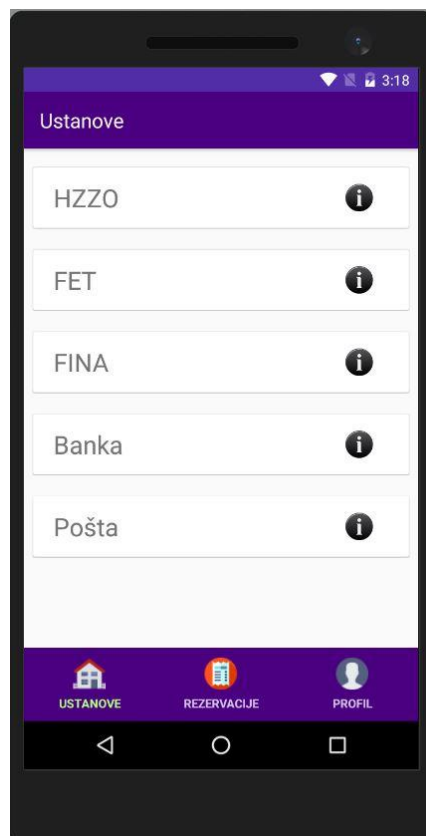 3:18
Ustanove
HZZO
FET
FINA
Banka
Pošta
USTANOVE
REZERVACIJE
PROFIL